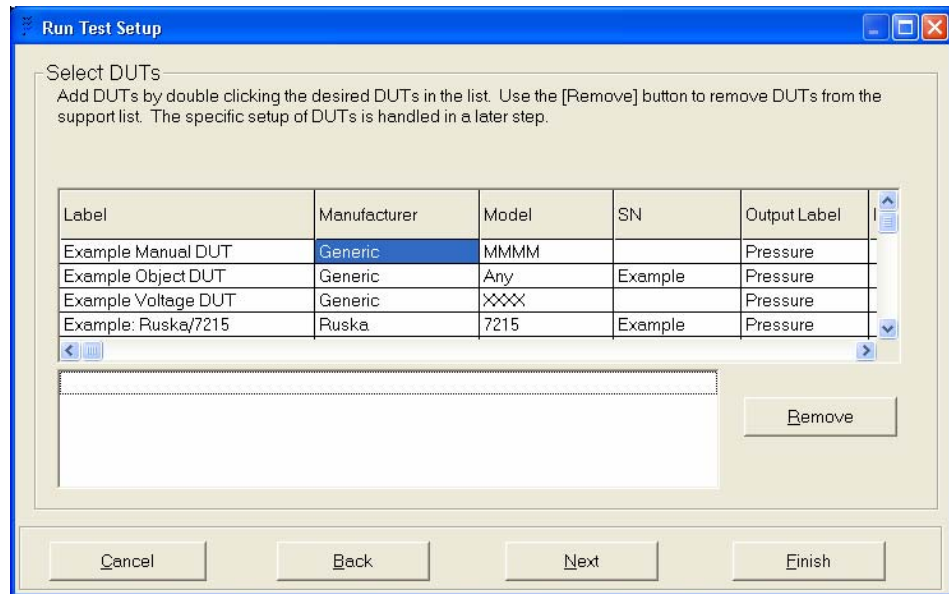 Run Test Setup
Select DUTs
Add DUTs by double clicking the desired DUTs in the list. Use the [Remove] button to remove DUTs from the
support list. The specific setup of DUTs is handled in a later step.
Label Manufacturer Model SN Output Label
Example Manual DUT Generic MMMM Pressure
Example Object DUT Generic Any Example Pressure
Example Voltage DUT Generic XXXX Pressure
Example: Ruska/7215 Ruska 7215 Example Pressure
Remove
Cancel Back Next Finish